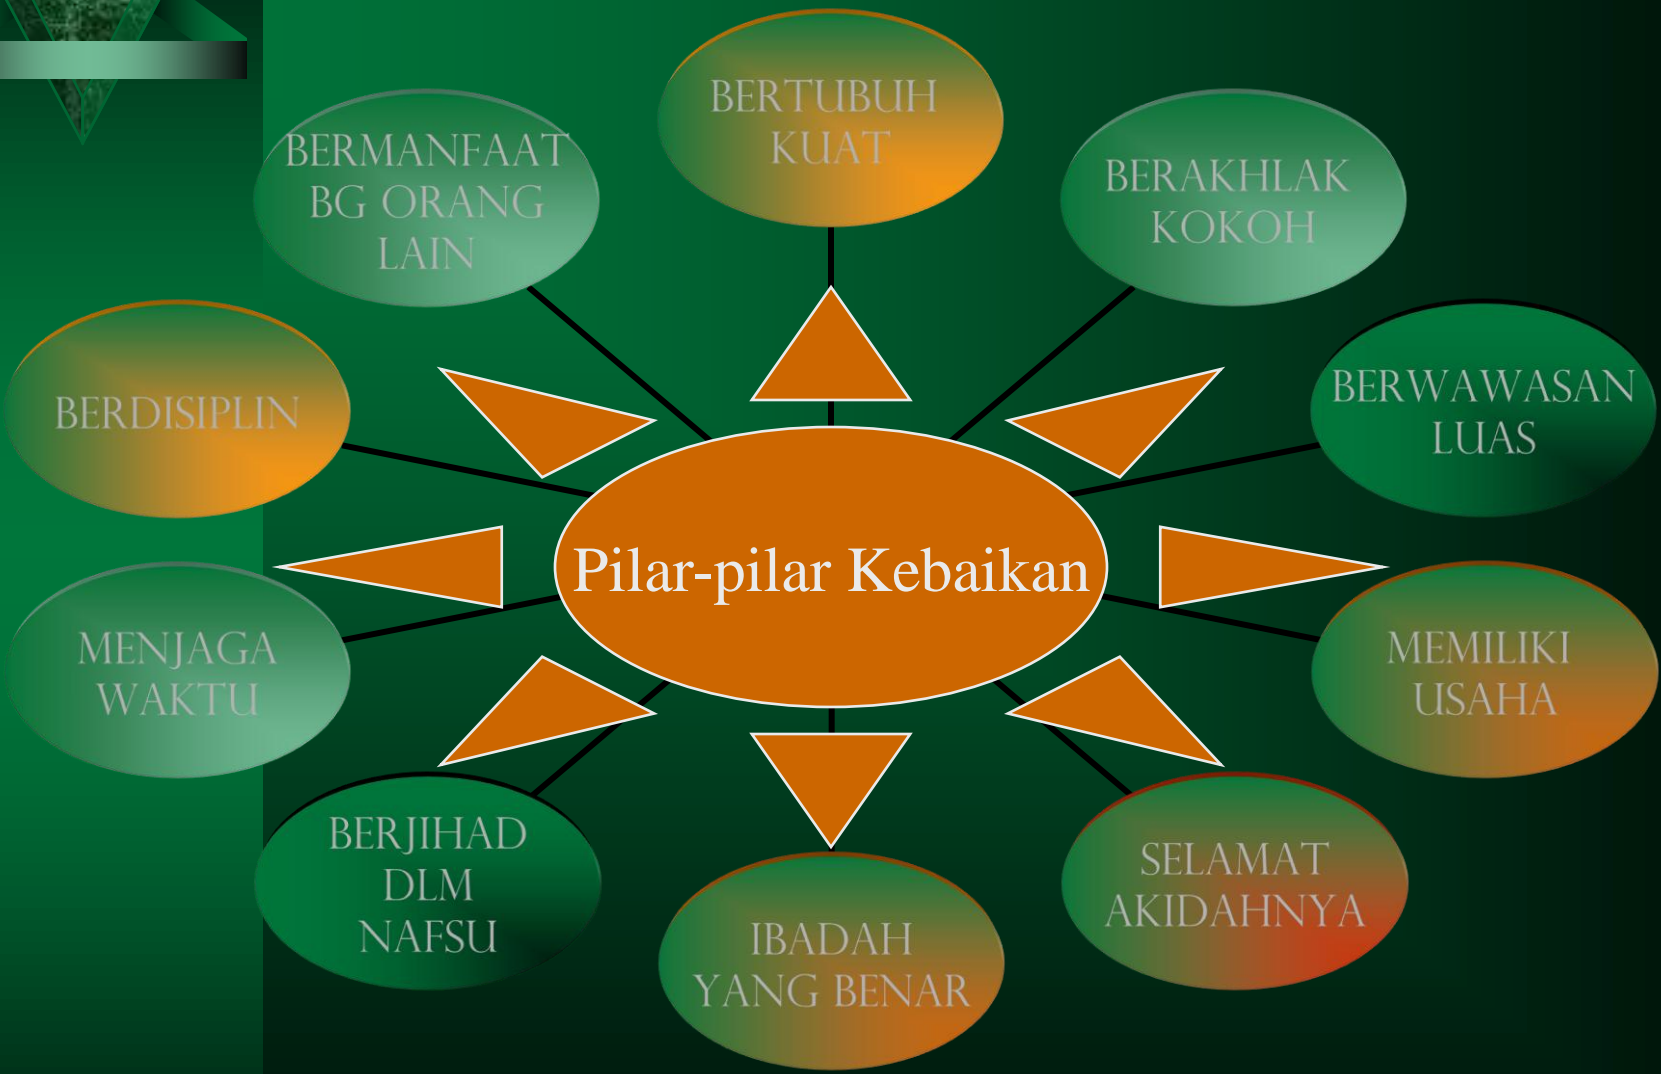 BERTUBUH
KUAT
BERMANFAAT
BG ORANG
LAIN
BERAKHLAK
KOKOH
BERDISIPLIN
BERWAWASAN
LUAS
Pilar-pilar Kebaikan
MENJAGA
WAKTU
MEMILIKI
USAHA
BERJIHAD
DLM
NAFSU
SELAMAT
AKIDAHNYA
IBADAH
YANG BENAR